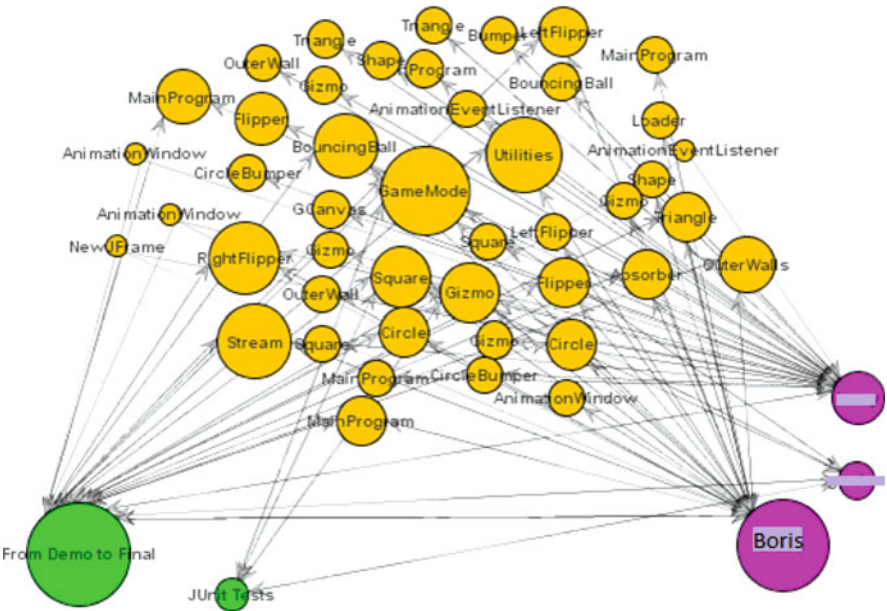 Triangle
Triangle
Bumper
LeftFlipper
OuterWall
Shape
Program
MainProgram
MainProgram
Gizmo
BouncingBall
Flipper
AnimationEventListener
Loader
AnimationWindow
BouncingBall
Utilities
AnimationEventListener
CircleBumper
GameMode
Shape
AnimationWindow
GCanvas
Gizmo
Triangle
NewJFrame
RightFlipper
Gizmo
Square
LeftFlipper
OuterWall
Square
Gizmo
Flipper
Absorber
OuterWalls
Stream
Square
Circle
Gizmo
Circle
MainProgram
CircleBumper
AnimationWindow
MainProgram
From Demo to Final
Boris
JUnit Tests